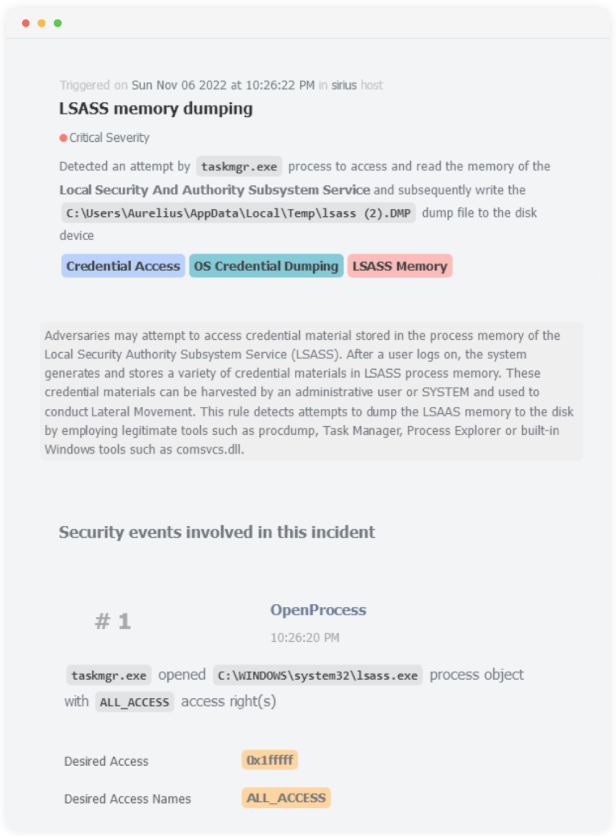 Triggered on Sun Nov 06 2022 at 10:26:22 PM in sirius host
LSASS memory dumping
Critical Severity
Detected an attempt by taskmgr.exe process to access and read the memory of the
Local Security And Authority Subsystem Service and subsequently write the
C:\Users\Aurelius\AppData\Local\Temp\lsass (2).DMP dump file to the disk
device
Credential Access OS Credential Dumping LSASS Memory
Adversaries may attempt to access credential material stored in the process memory of the
Local Security Authority Subsystem Service (LSASS). After a user logs on, the system
generates and stores a variety of credential materials in LSASS process memory. These
credential materials can be harvested by an administrative user or SYSTEM and used to
conduct Lateral Movement. This rule detects attempts to dump the LSAAS memory to the disk
by employing legitimate tools such as procdump, Task Manager, Process Explorer or built-in
Windows tools such as comsvcs.dll.
Security events involved in this incident
# 1
OpenProcess
10:26:20 PM
taskmgr.exe opened C:\WINDOWS\system32\lsass.exe process object
with ALL_ACCESS access right(s)
Desired Access 0x1fffff
Desired Access Names ALL_ACCESS